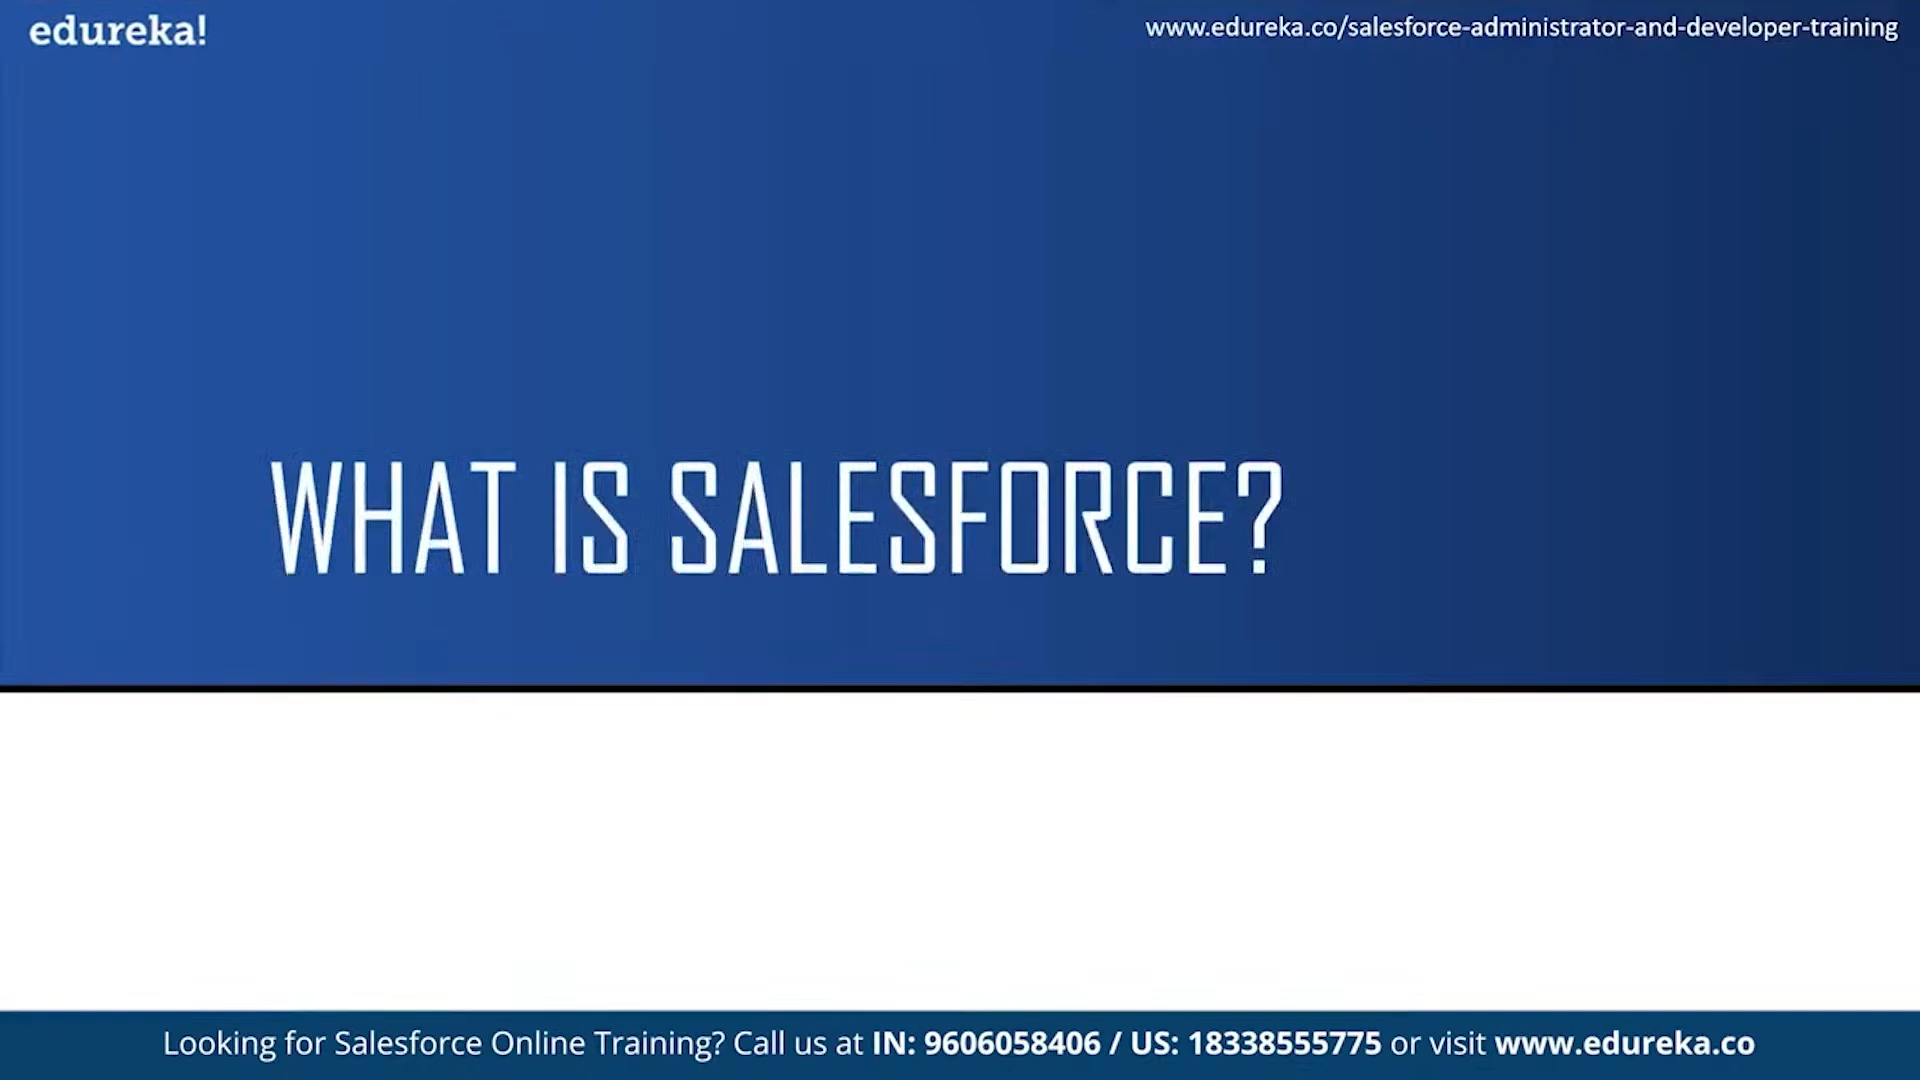 edureka!
www.edureka.co/salesforce-administrator-and-developer-training
WHAT IS SALESFORCE?
Looking for Salesforce Online Training? Call us at IN: 9606058406 / US: 18338555775 or visit www.edureka.co